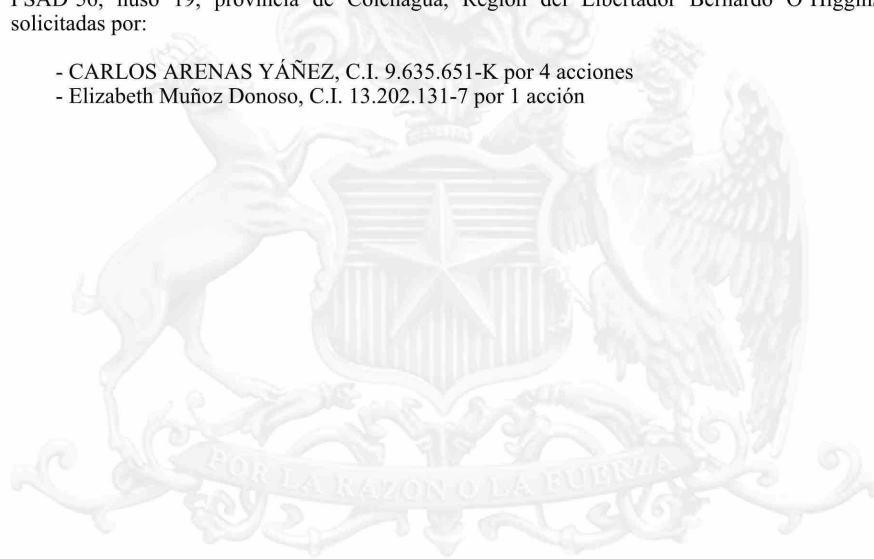 PSAD 56, huso 19, provincia de Colchagua, Región del Libertador Bernardo O'Higgins
solicitadas por:
- CARLOS ARENAS YÁÑEZ, C.I. 9.635.651-K por 4 acciones
- Elizabeth Muñoz Donoso, C.I. 13.202.131-7 por 1 acción
POR LA RAZON O LA FUERZA